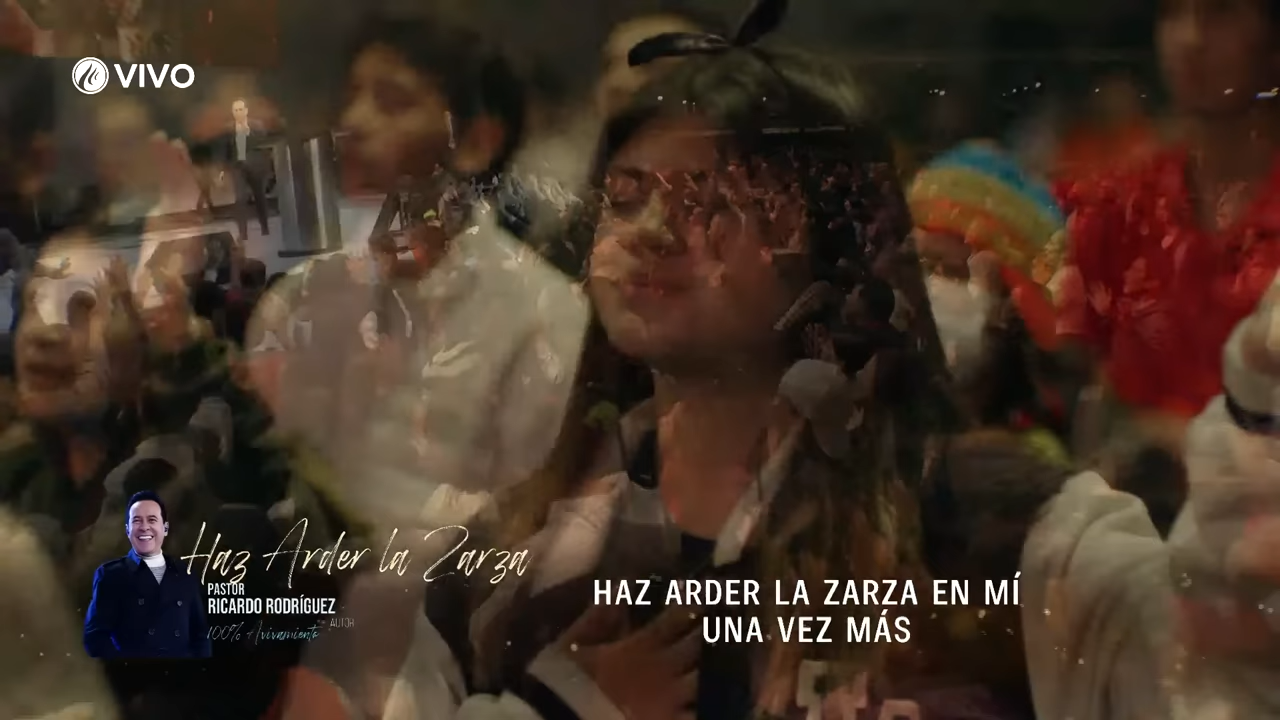 VIVO
Haz Arder la Zarza
PASTOR
RICARDO RODRÍGUEZ
AUTOR
100% Avivamiento
HAZ ARDER LA ZARZA EN MÍ
UNA VEZ MÁS